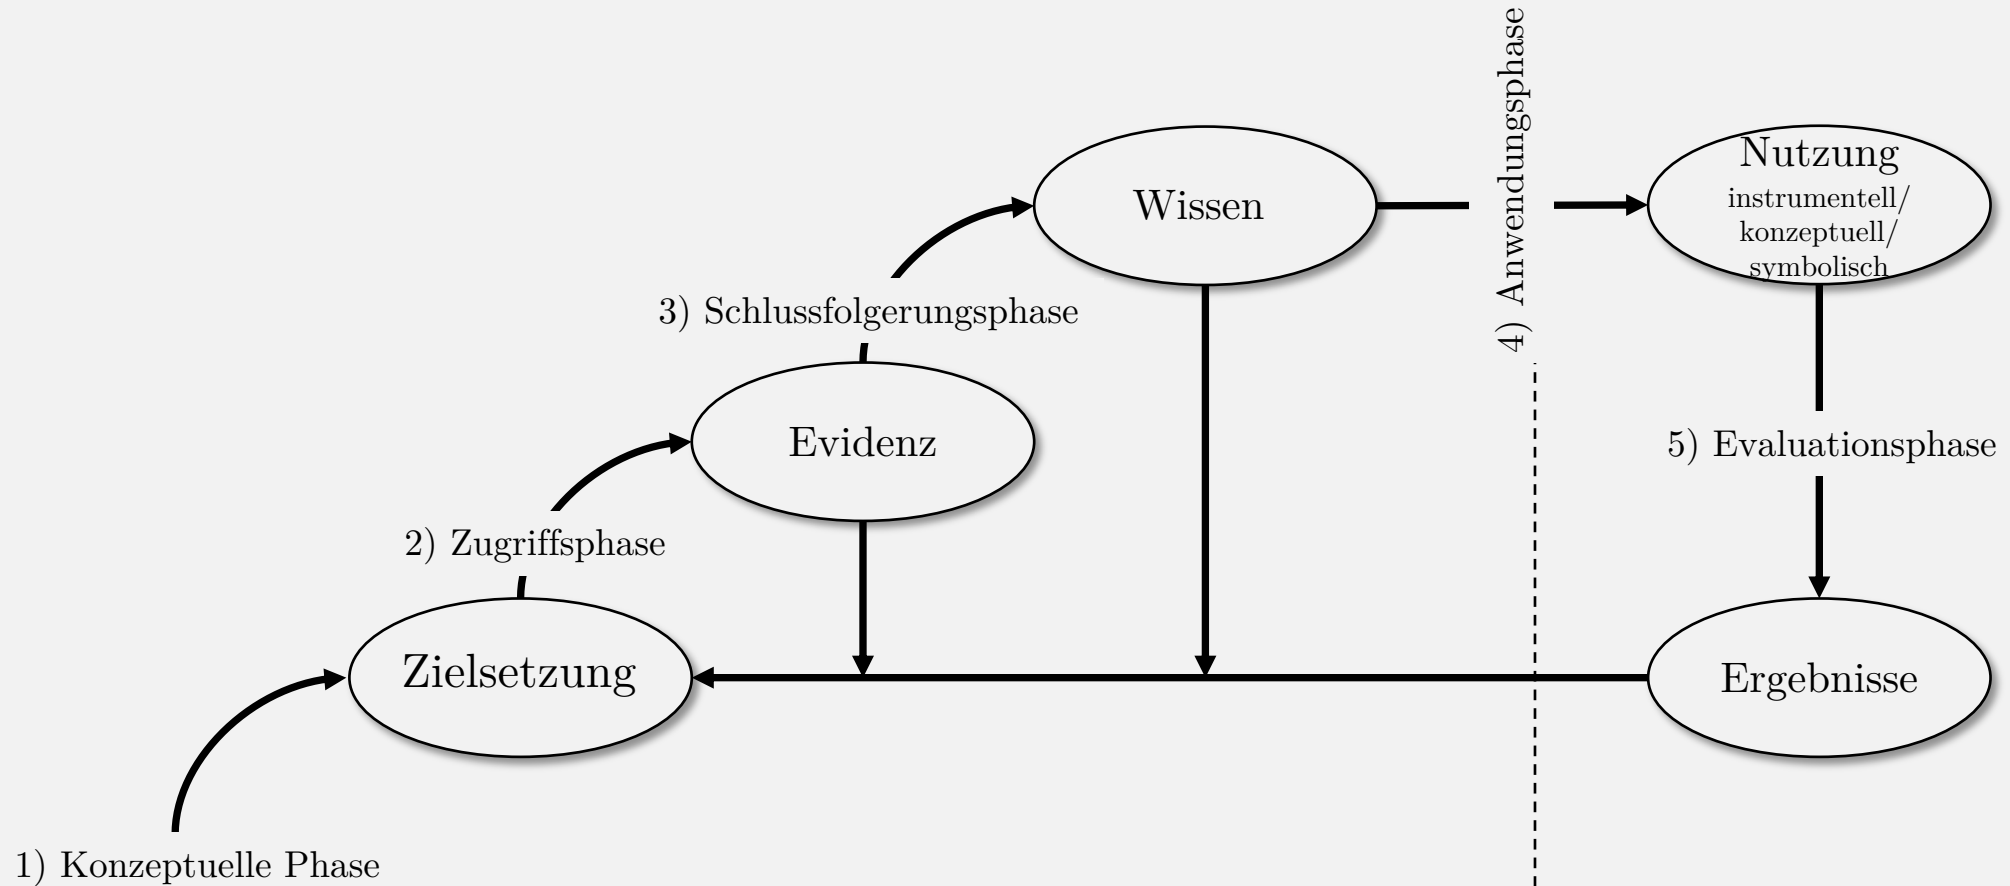 4) Anwendungsphase
Nutzung
instrumentell/
konzeptuell/
symbolisch
Wissen
3) Schlussfolgerungsphase
Evidenz
5) Evaluationsphase
2) Zugriffsphase
Zielsetzung
Ergebnisse
1) Konzeptuelle Phase